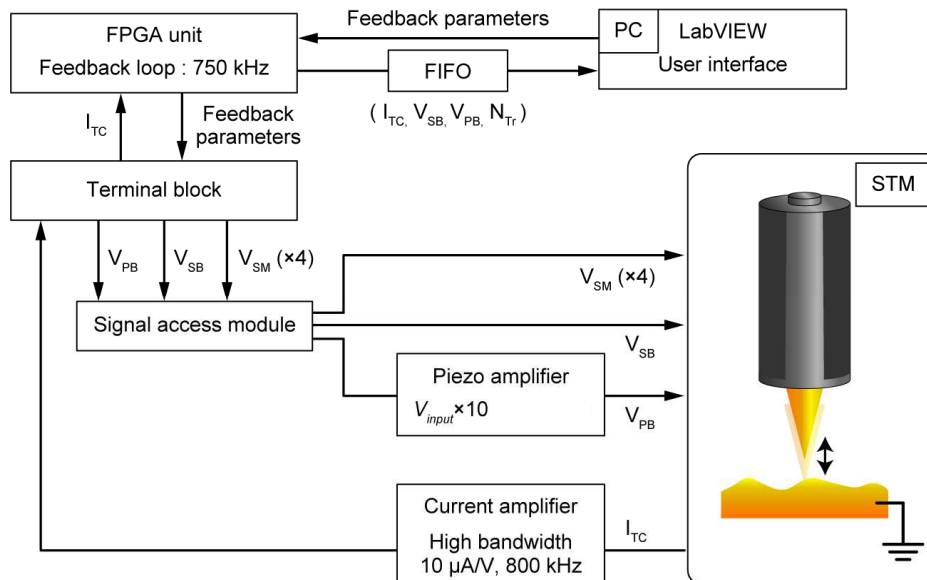 Feedback parameters
FPGA unit
Feedback loop : 750 kHz
PC
LabVIEW
User interface
FIFO
( I_TC, V_SB, V_PB, N_Tr )
I_TC
Feedback
parameters
Terminal block
STM
V_PB
V_SB
V_SM (×4)
V_SM (×4)
Signal access module
V_SB
Piezo amplifier
V_input×10
V_PB
Current amplifier
High bandwidth
10 µA/V, 800 kHz
I_TC